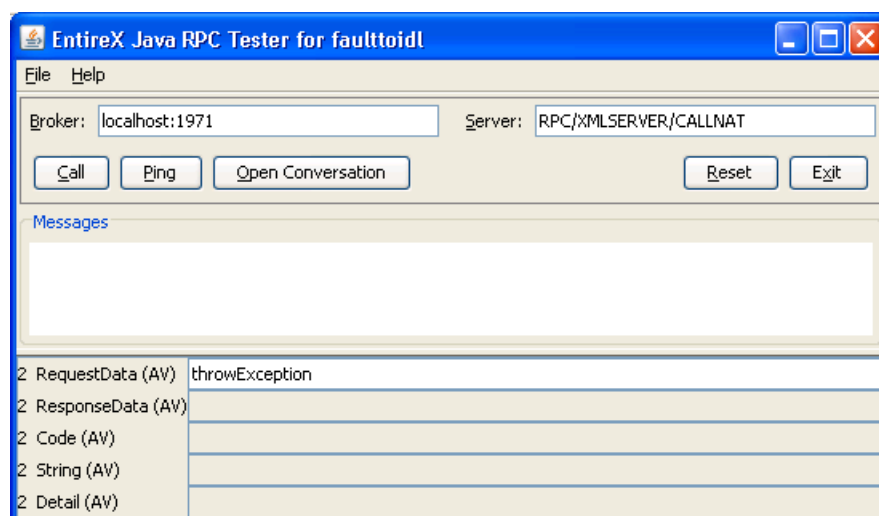 EntireX Java RPC Tester for faulttoidl
File Help
Broker: localhost:1971 Server: RPC/XMLSERVER/CALLNAT
Call Ping Open Conversation Reset Exit
Messages
2 RequestData (AV) throwException
2 ResponseData (AV)
2 Code (AV)
2 String (AV)
2 Detail (AV)